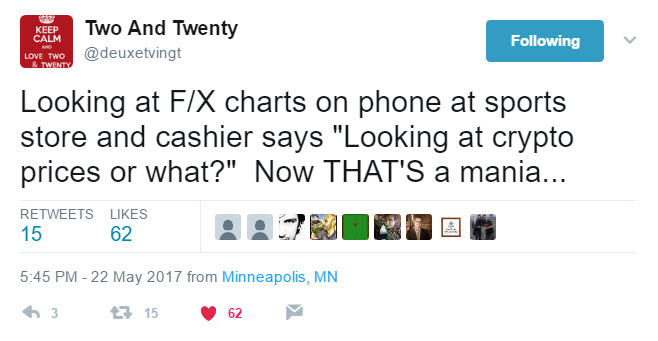 KEEP
CALM
AND
LOVE TWO
& TWENTY
Two And Twenty
@deuxetvingt
Following
Looking at F/X charts on phone at sports
store and cashier says "Looking at crypto
prices or what?"  Now THAT'S a mania...
RETWEETS LIKES
15 62
5:45 PM - 22 May 2017 from Minneapolis, MN
3 15 62